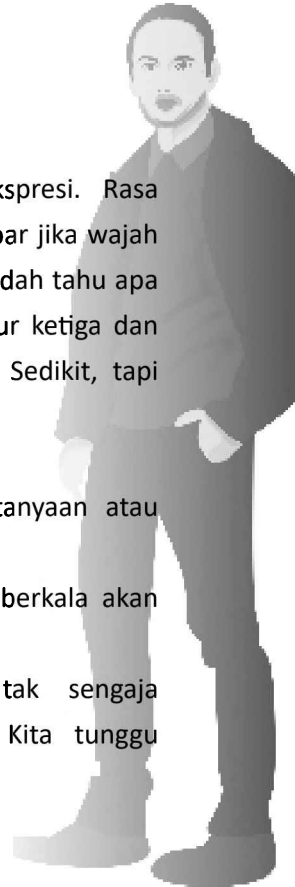 kspresi. Rasa
bar jika wajah
dah tahu apa
ur ketiga dan
Sedikit, tapi
tanyaan atau
berkala akan
tak sengaja
Kita tunggu